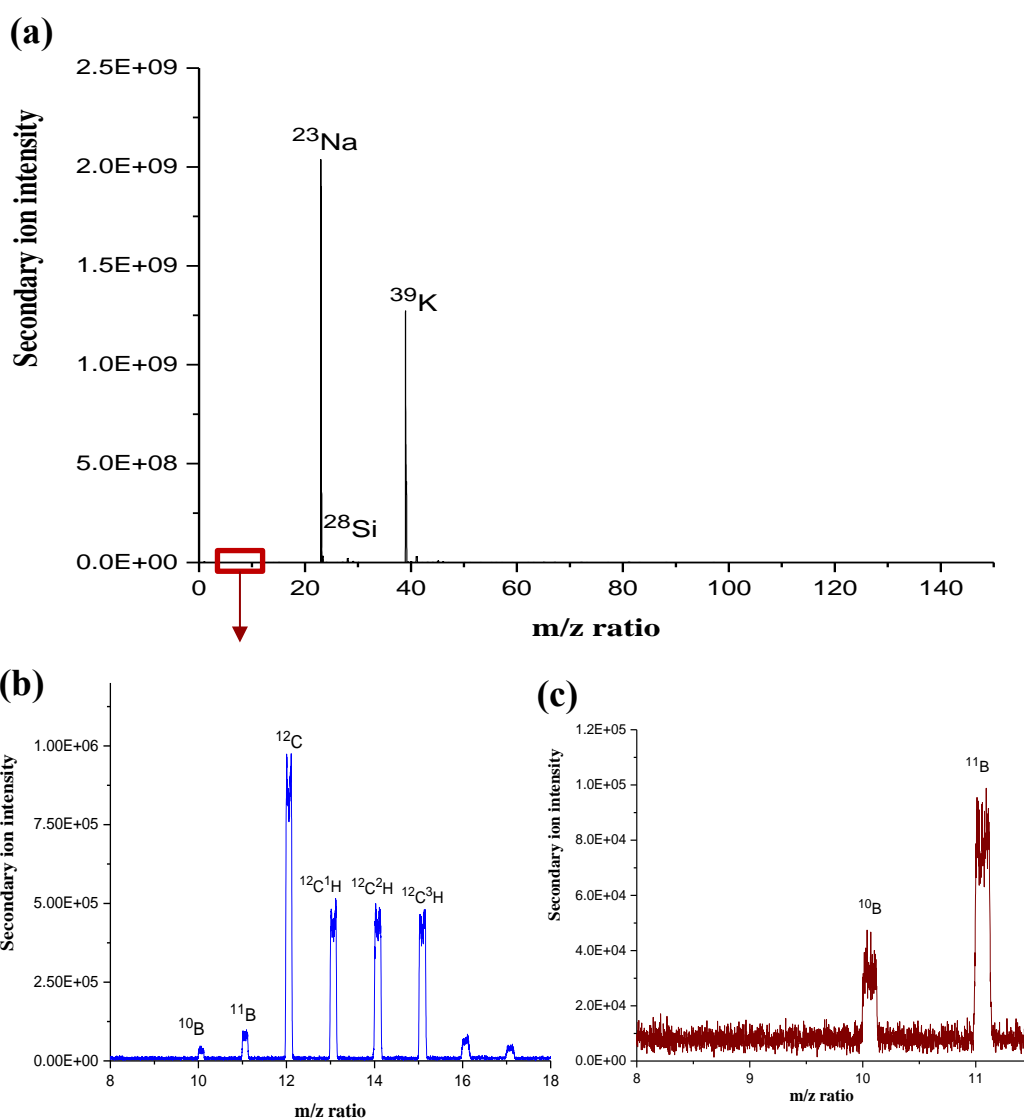 (a)
2.5E+09
2.0E+09
1.5E+09
1.0E+09
5.0E+08
0.0E+00
Secondary ion intensity
²³Na
³⁹K
²⁸Si
0 20 40 60 80 100 120 140
m/z ratio
(b)
1.00E+06
7.50E+05
5.00E+05
2.50E+05
0.00E+00
Secondary ion intensity
¹²C
¹²C¹H ¹²C²H ¹²C³H
¹⁰B ¹¹B
8 10 12 14 16 18
m/z ratio
(c)
1.2E+05
1.0E+05
8.0E+04
6.0E+04
4.0E+04
2.0E+04
0.0E+00
Secondary ion intensity
¹¹B
¹⁰B
8 9 10 11
m/z ratio